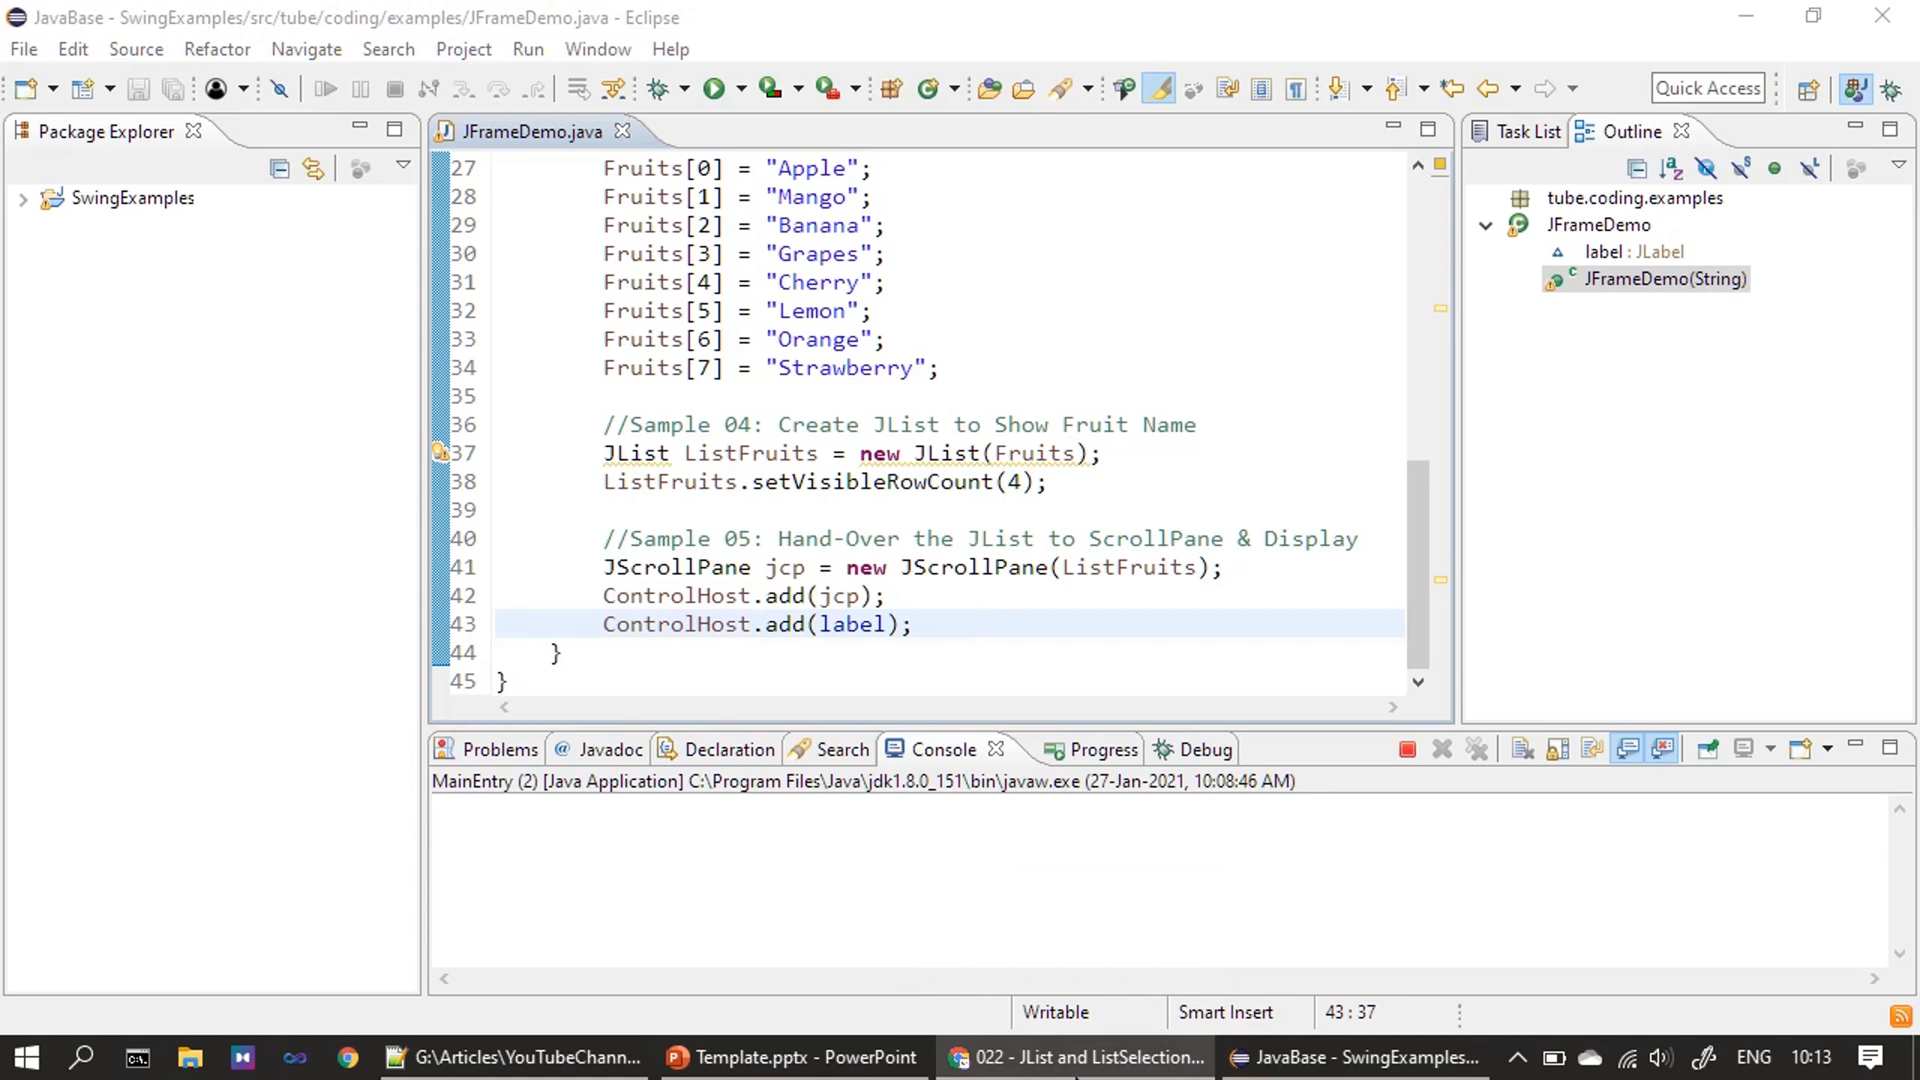 JavaBase - SwingExamples/src/tube/coding/examples/JFrameDemo.java - Eclipse
File Edit Source Refactor Navigate Search Project Run Window Help
Quick Access
Package Explorer
SwingExamples
JFrameDemo.java
27 Fruits[0] = "Apple";
28 Fruits[1] = "Mango";
29 Fruits[2] = "Banana";
30 Fruits[3] = "Grapes";
31 Fruits[4] = "Cherry";
32 Fruits[5] = "Lemon";
33 Fruits[6] = "Orange";
34 Fruits[7] = "Strawberry";
35
36 //Sample 04: Create JList to Show Fruit Name
37 JList ListFruits = new JList(Fruits);
38 ListFruits.setVisibleRowCount(4);
39
40 //Sample 05: Hand-Over the JList to ScrollPane & Display
41 JScrollPane jcp = new JScrollPane(ListFruits);
42 ControlHost.add(jcp);
43 ControlHost.add(label);
44 }
45 }
Task List Outline
tube.coding.examples
JFrameDemo
label : JLabel
JFrameDemo(String)
Problems Javadoc Declaration Search Console Progress Debug
MainEntry (2) [Java Application] C:\Program Files\Java\jdk1.8.0_151\bin\javaw.exe (27-Jan-2021, 10:08:46 AM)
Writable Smart Insert 43 : 37
G:\Articles\YouTubeChann... Template.pptx - PowerPoint 022 - JList and ListSelection... JavaBase - SwingExamples... ENG 10:13